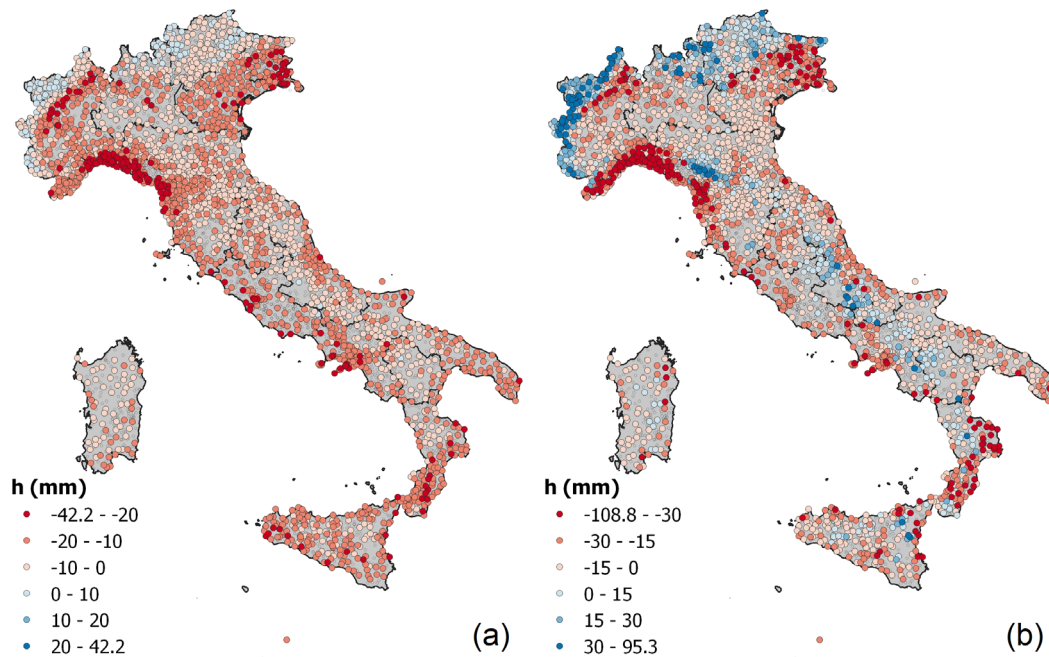 h (mm)
-42.2 - -20
-20 - -10
-10 - 0
0 - 10
10 - 20
20 - 42.2
(a)
h (mm)
-108.8 - -30
-30 - -15
-15 - 0
0 - 15
15 - 30
30 - 95.3
(b)